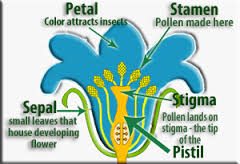 Petal
Color attracts insects
Stamen
Pollen made here
Sepal
small leaves that
house developing
flower
Stigma
Pollen lands on
stigma - the tip of
the
Pistil